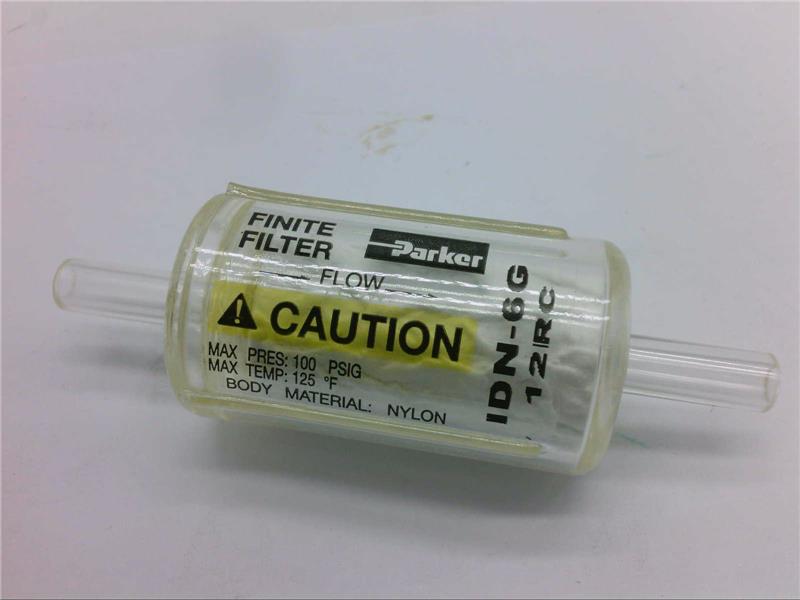 FINITE
FILTER
Parker
FLOW
CAUTION
MAX PRES: 100 PSIG
MAX TEMP: 125 °F
BODY MATERIAL: NYLON
IDN-6G
12RC